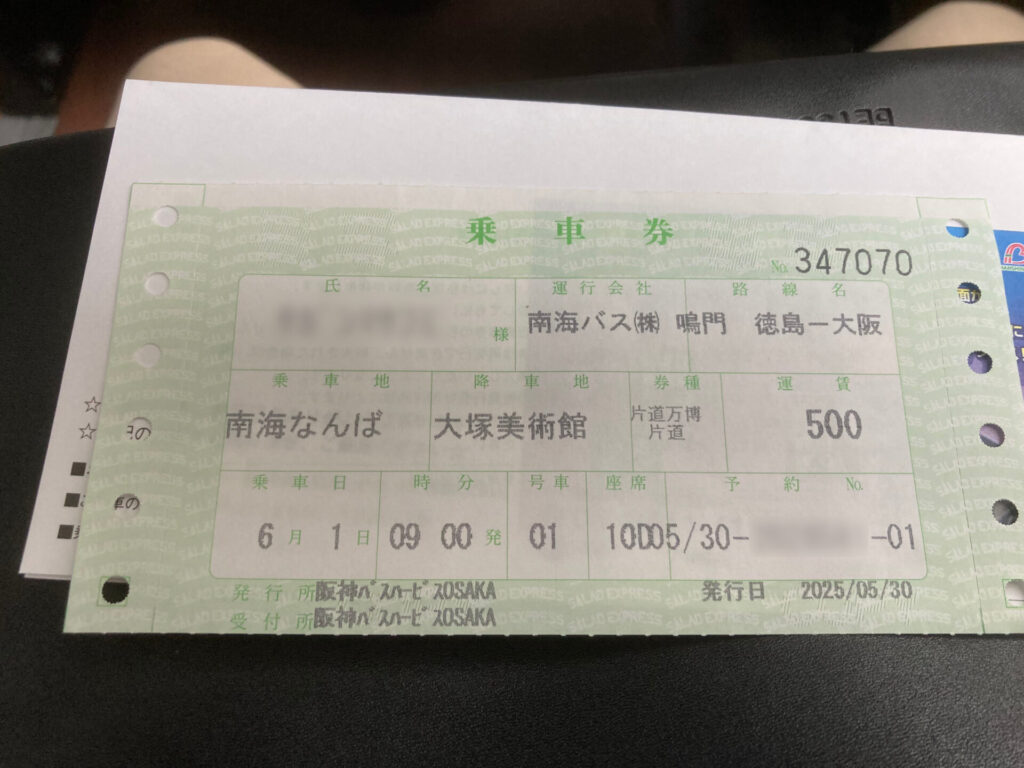 乗車券
No. 347070
氏名 運行会社 路線名
様 南海バス㈱ 鳴門 徳島ー大阪
乗車地 降車地 券種 運賃
南海なんば 大塚美術館 片道万博 500
片道
乗車日 時分 号車 座席 予約No.
6月 1日 09 00発 01 10D 05/30- -01
発行所 阪神バスハービスOSAKA 発行日 2025/05/30
受付所 阪神バスハービスOSAKA